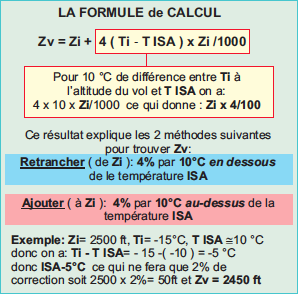 LA FORMULE de CALCUL
Zv = Zi + 4 ( Ti - T ISA ) x Zi /1000
Pour 10 °C de différence entre Ti à
l'altitude du vol et T ISA on a:
4 x 10 x Zi/1000 ce qui donne : Zi x 4/100
Ce résultat explique les 2 méthodes suivantes
pour trouver Zv:
Retrancher ( de Zi ): 4% par 10°C en dessous
de le température ISA
Ajouter ( à Zi ): 4% par 10°C au-dessus de la
température ISA
Exemple: Zi= 2500 ft, Ti= -15°C, T ISA ≅10 °C
donc on a: Ti - T ISA= - 15 -( -10 ) = -5 °C
donc ISA-5°C ce qui ne fera que 2% de
correction soit 2500 x 2%= 50ft et Zv = 2450 ft